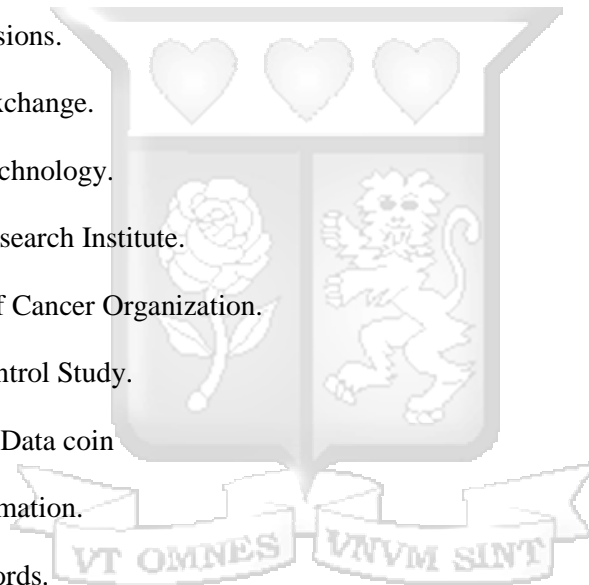 sions.
xchange.
chnology.
search Institute.
f Cancer Organization.
ntrol Study.
Data coin
mation.
VT OMNES VNVM SINT
ords.